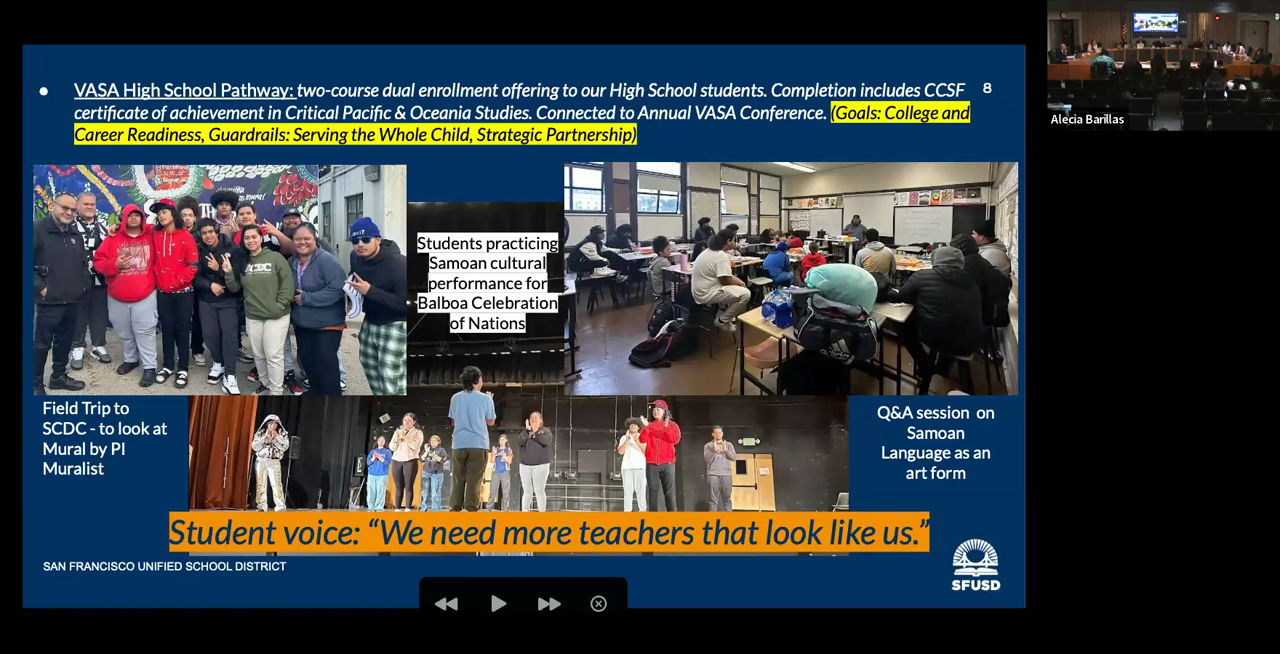 ● VASA High School Pathway: two-course dual enrollment offering to our High School students. Completion includes CCSF
certificate of achievement in Critical Pacific & Oceania Studies. Connected to Annual VASA Conference. (Goals: College and
Career Readiness, Guardrails: Serving the Whole Child, Strategic Partnership)
8
Alecia Barillas
Students practicing
Samoan cultural
performance for
Balboa Celebration
of Nations
Field Trip to
SCDC - to look at
Mural by PI
Muralist
Q&A session on
Samoan
Language as an
art form
Student voice: “We need more teachers that look like us.”
SAN FRANCISCO UNIFIED SCHOOL DISTRICT
SFUSD